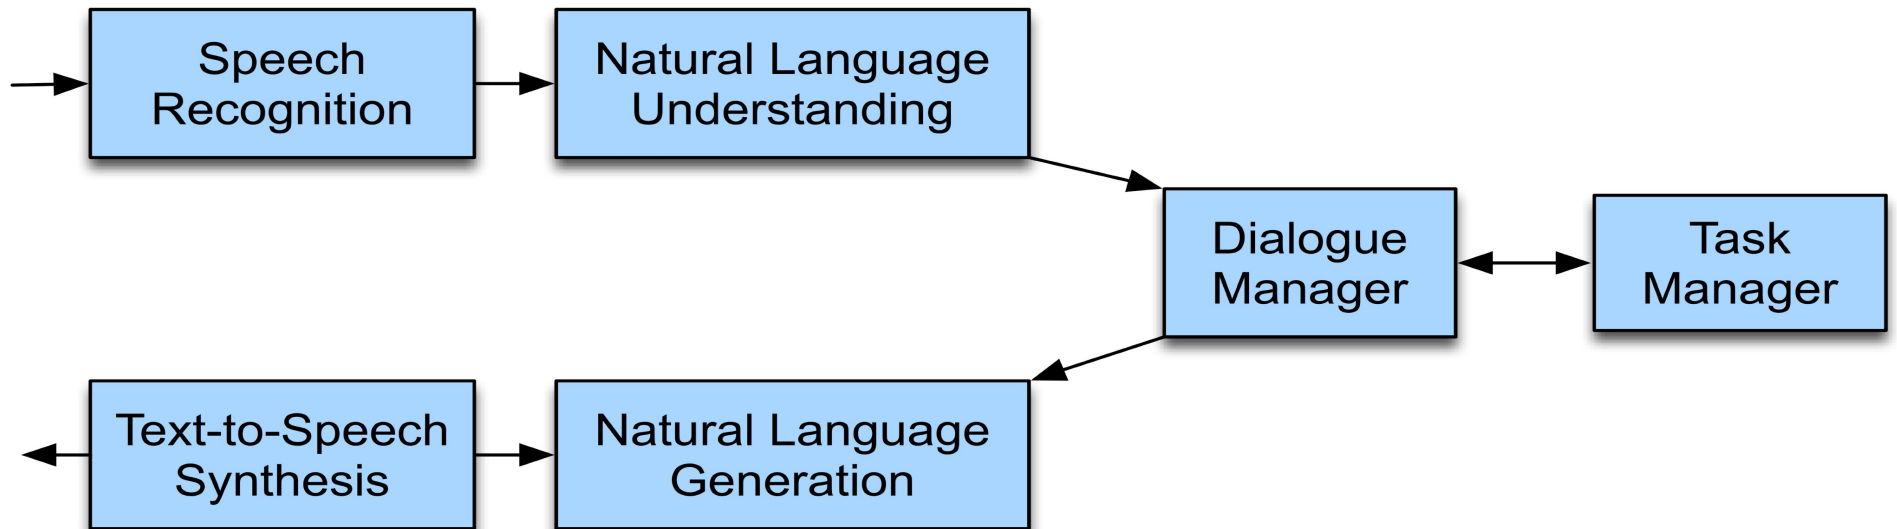 Speech
Recognition
Natural Language
Understanding
Dialogue
Manager
Task
Manager
Text-to-Speech
Synthesis
Natural Language
Generation